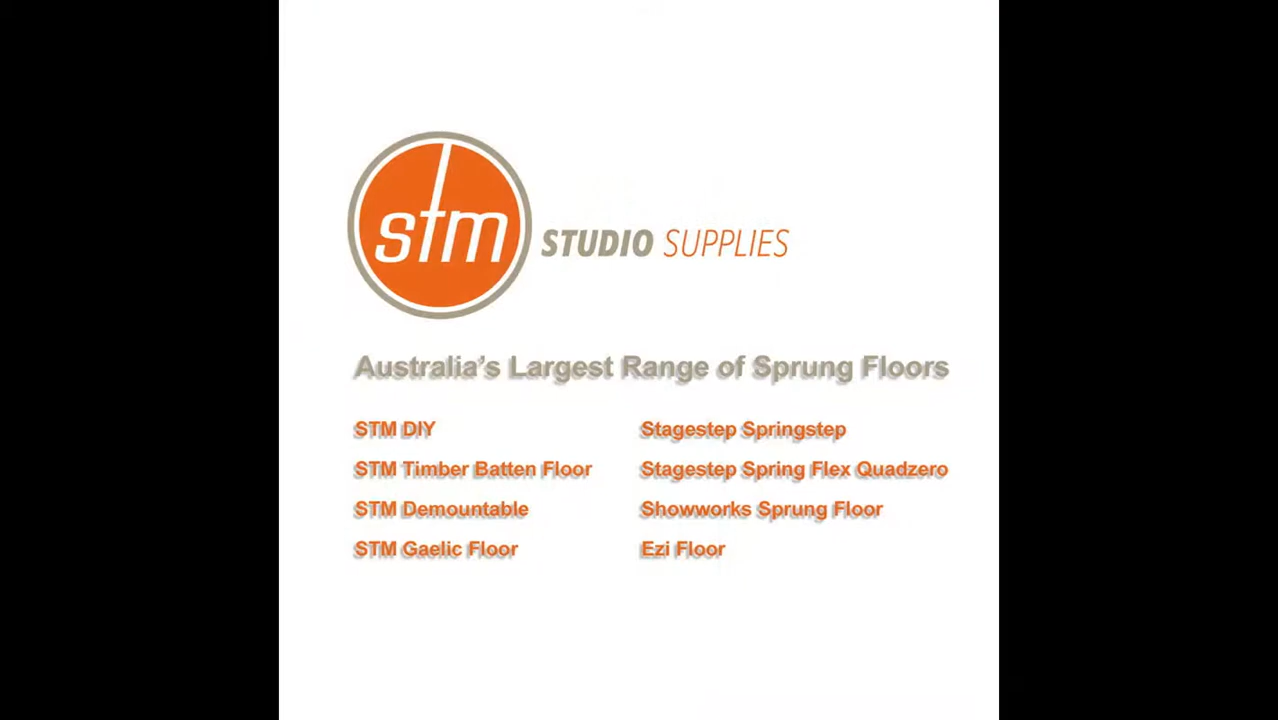 stm
STUDIO SUPPLIES
Australia’s Largest Range of Sprung Floors
STM DIY
STM Timber Batten Floor
STM Demountable
STM Gaelic Floor
Stagestep Springstep
Stagestep Spring Flex Quadzero
Showworks Sprung Floor
Ezi Floor